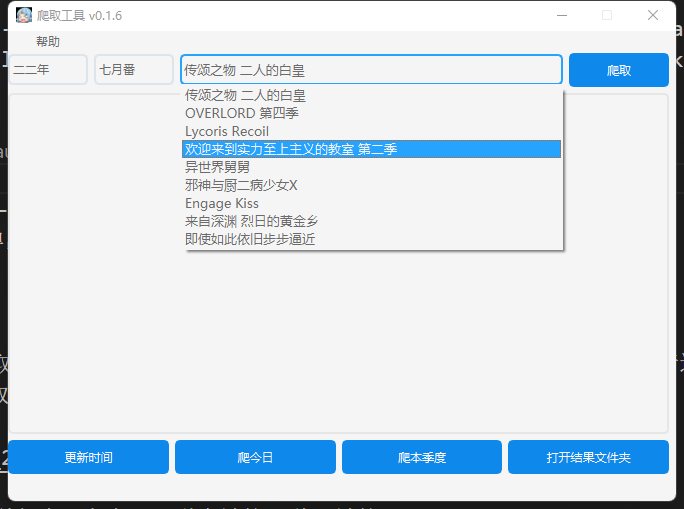 爬取工具 v0.1.6
帮助
二二年
七月番
传颂之物 二人的白皇
爬取
传颂之物 二人的白皇
OVERLORD 第四季
Lycoris Recoil
欢迎来到实力至上主义的教室 第二季
异世界舅舅
邪神与厨二病少女X
Engage Kiss
来自深渊 烈日的黄金乡
即使如此依旧步步逼近
更新时间
爬今日
爬本季度
打开结果文件夹